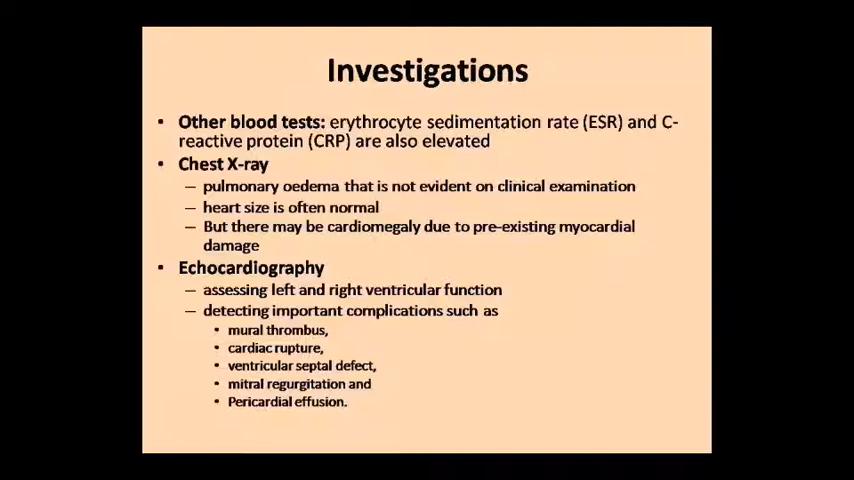 Investigations
• Other blood tests: erythrocyte sedimentation rate (ESR) and C-
reactive protein (CRP) are also elevated
• Chest X-ray
– pulmonary oedema that is not evident on clinical examination
– heart size is often normal
– But there may be cardiomegaly due to pre-existing myocardial
damage
• Echocardiography
– assessing left and right ventricular function
– detecting important complications such as
• mural thrombus,
• cardiac rupture,
• ventricular septal defect,
• mitral regurgitation and
• Pericardial effusion.